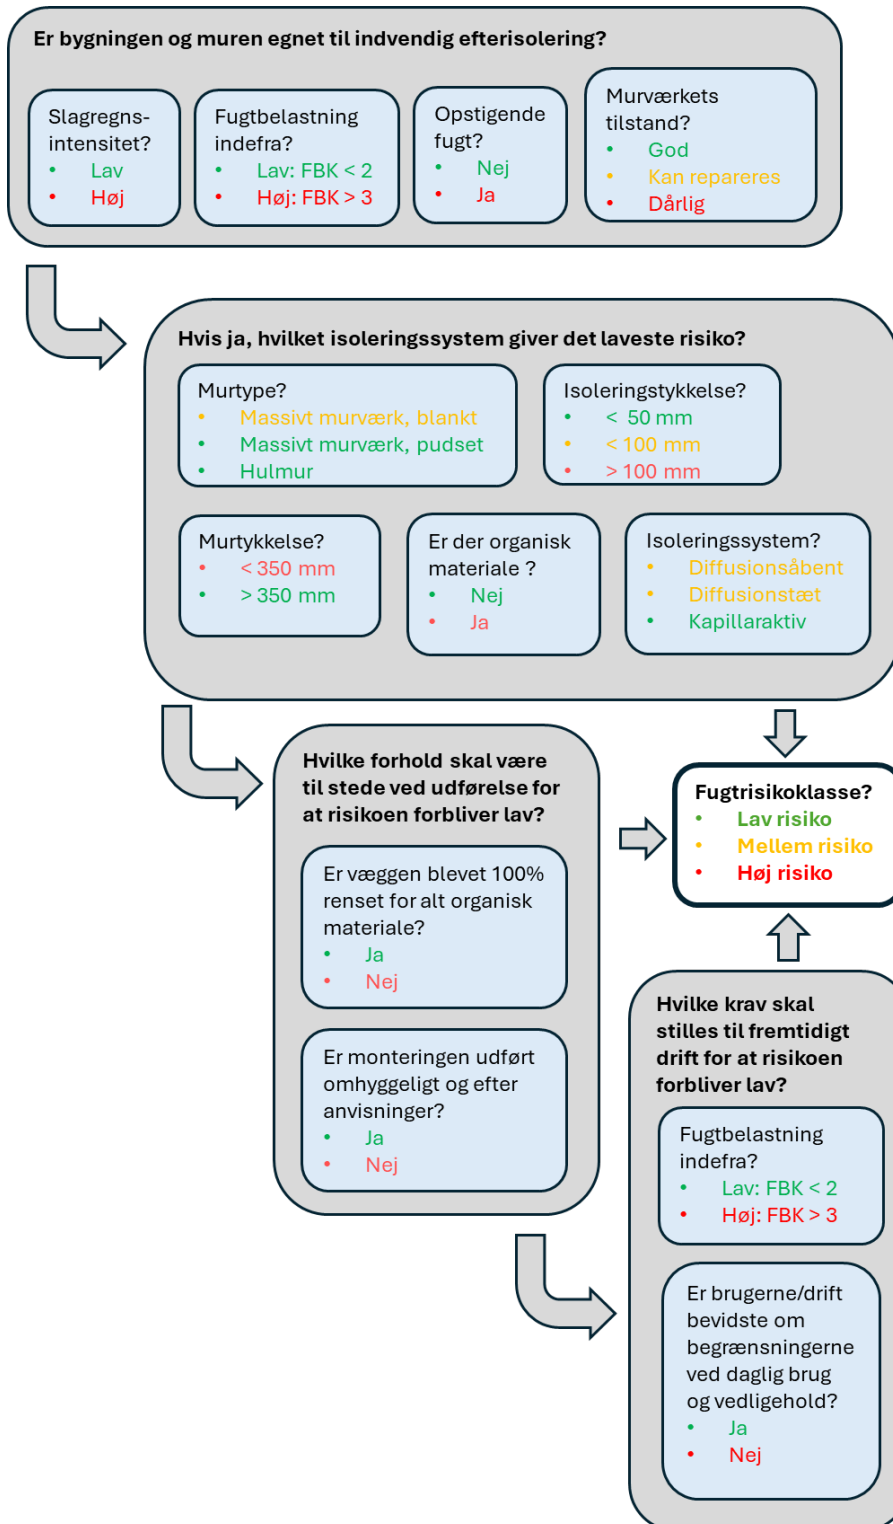 Er bygningen og muren egnet til indvendig efterisolering?
Slagregns-
intensitet?
• Lav
• Høj
Fugtbelastning
indefra?
• Lav: FBK < 2
• Høj: FBK > 3
Opstigende
fugt?
• Nej
• Ja
Murværkets
tilstand?
• God
• Kan repareres
• Dårlig
Hvis ja, hvilket isoleringssystem giver det laveste risiko?
Murtype?
• Massivt murværk, blankt
• Massivt murværk, pudset
• Hulmur
Isoleringstykkelse?
• < 50 mm
• < 100 mm
• > 100 mm
Murtykkelse?
• < 350 mm
• > 350 mm
Er der organisk
materiale ?
• Nej
• Ja
Isoleringssystem?
• Diffusionsåbent
• Diffusionstæt
• Kapillaraktiv
Hvilke forhold skal være
til stede ved udførelse for
at risikoen forbliver lav?
Er væggen blevet 100%
renset for alt organisk
materiale?
• Ja
• Nej
Er monteringen udført
omhyggeligt og efter
anvisninger?
• Ja
• Nej
Fugtrisikoklasse?
• Lav risiko
• Mellem risiko
• Høj risiko
Hvilke krav skal
stilles til fremtidigt
drift for at risikoen
forbliver lav?
Fugtbelastning
indefra?
• Lav: FBK < 2
• Høj: FBK > 3
Er brugerne/drift
bevidste om
begrænsningerne
ved daglig brug
og vedligehold?
• Ja
• Nej